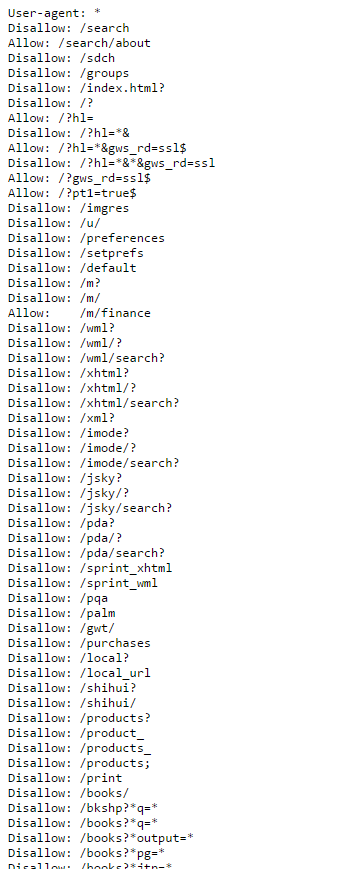 User-agent: *
Disallow: /search
Allow: /search/about
Disallow: /sdch
Disallow: /groups
Disallow: /index.html?
Disallow: /?
Allow: /?hl=
Disallow: /?hl=*&
Allow: /?hl=*&gws_rd=ssl$
Disallow: /?hl=*&*&gws_rd=ssl
Allow: /?gws_rd=ssl$
Allow: /?pt1=true$
Disallow: /imgres
Disallow: /u/
Disallow: /preferences
Disallow: /setprefs
Disallow: /default
Disallow: /m?
Disallow: /m/
Allow:    /m/finance
Disallow: /wml?
Disallow: /wml/?
Disallow: /wml/search?
Disallow: /xhtml?
Disallow: /xhtml/?
Disallow: /xhtml/search?
Disallow: /xml?
Disallow: /imode?
Disallow: /imode/?
Disallow: /imode/search?
Disallow: /jsky?
Disallow: /jsky/?
Disallow: /jsky/search?
Disallow: /pda?
Disallow: /pda/?
Disallow: /pda/search?
Disallow: /sprint_xhtml
Disallow: /sprint_wml
Disallow: /pqa
Disallow: /palm
Disallow: /gwt/
Disallow: /purchases
Disallow: /local?
Disallow: /local_url
Disallow: /shihui?
Disallow: /shihui/
Disallow: /products?
Disallow: /product_
Disallow: /products_
Disallow: /products;
Disallow: /print
Disallow: /books/
Disallow: /bkshp?*q=*
Disallow: /books?*q=*
Disallow: /books?*output=*
Disallow: /books?*pg=*
Disallow: /books?*jtp=*